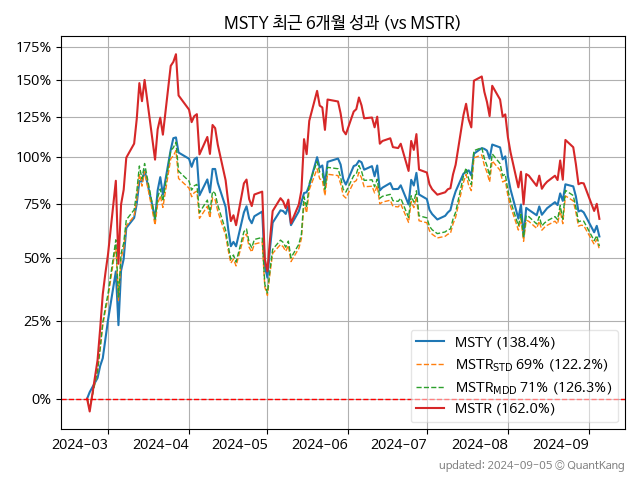 MSTY 최근 6개월 성과 (vs MSTR)
175%
150%
125%
100%
75%
50%
25%
0%
MSTY (138.4%)
MSTRSTD 69% (122.2%)
MSTRMDD 71% (126.3%)
MSTR (162.0%)
2024-03 2024-04 2024-05 2024-06 2024-07 2024-08 2024-09
updated: 2024-09-05 © QuantKang